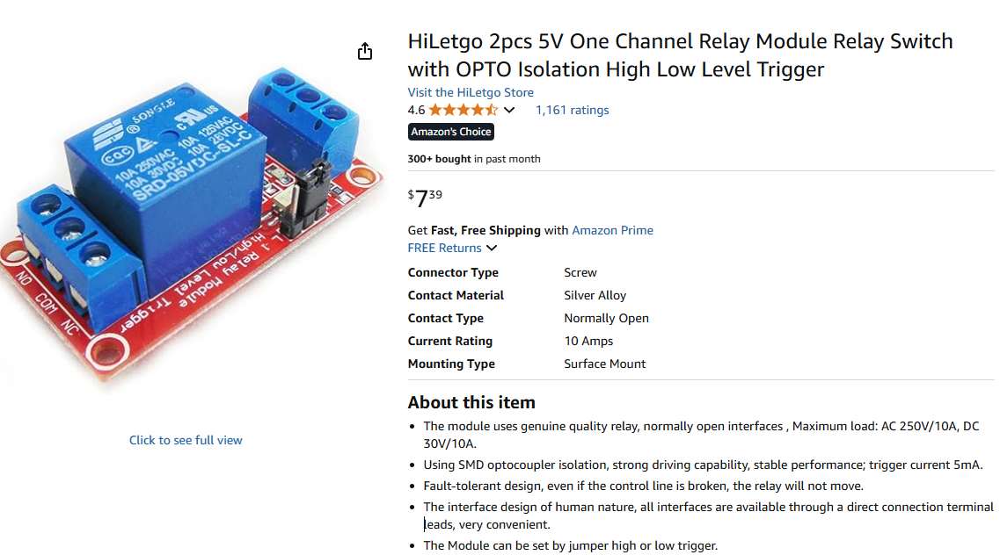 HiLetgo 2pcs 5V One Channel Relay Module Relay Switch
with OPTO Isolation High Low Level Trigger
Visit the HiLetgo Store
4.6
1,161 ratings
Amazon's Choice
300+ bought in past month
$7 39
Get Fast, Free Shipping with Amazon Prime
FREE Returns
Connector Type Screw
Contact Material Silver Alloy
Contact Type Normally Open
Current Rating 10 Amps
Mounting Type Surface Mount
About this item
• The module uses genuine quality relay, normally open interfaces , Maximum load: AC 250V/10A, DC
30V/10A.
• Using SMD optocoupler isolation, strong driving capability, stable performance; trigger current 5mA.
• Fault-tolerant design, even if the control line is broken, the relay will not move.
• The interface design of human nature, all interfaces are available through a direct connection terminal
leads, very convenient.
• The Module can be set by jumper high or low trigger.
® SONGLE
CQC
C US
10A 250VAC 10A 125VAC
10A 30VDC 10A 28VDC
SRD-05VDC-SL-C
1 Relay Module
High/Low Level Trigger
NO COM NC
Click to see full view